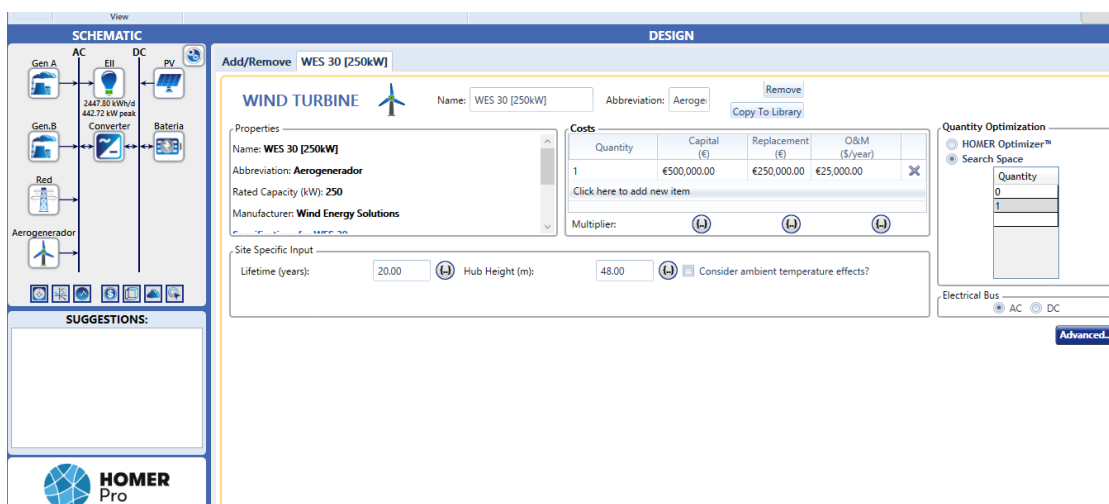 View
SCHEMATIC
DESIGN
AC
DC
Gen A
EII
PV
2447.80 kWh/d
442.72 kW peak
Gen.B
Converter
Bateria
Red
Aerogenerador
SUGGESTIONS:
HOMER
Pro
Add/Remove WES 30 [250kW]
WIND TURBINE
Name: WES 30 [250kW]
Abbreviation: Aeroge
Remove
Copy To Library
Properties
Name: WES 30 [250kW]
Abbreviation: Aerogenerador
Rated Capacity (kW): 250
Manufacturer: Wind Energy Solutions
Costs
Quantity Capital (€) Replacement (€) O&M ($/year)
1 €500,000.00 €250,000.00 €25,000.00
Click here to add new item
Multiplier: (..) (..) (..)
Quantity Optimization
HOMER Optimizer™
Search Space
Quantity
0
1
Site Specific Input
Lifetime (years): 20.00 (..) Hub Height (m): 48.00 (..) Consider ambient temperature effects?
Electrical Bus
AC DC
Advanced..